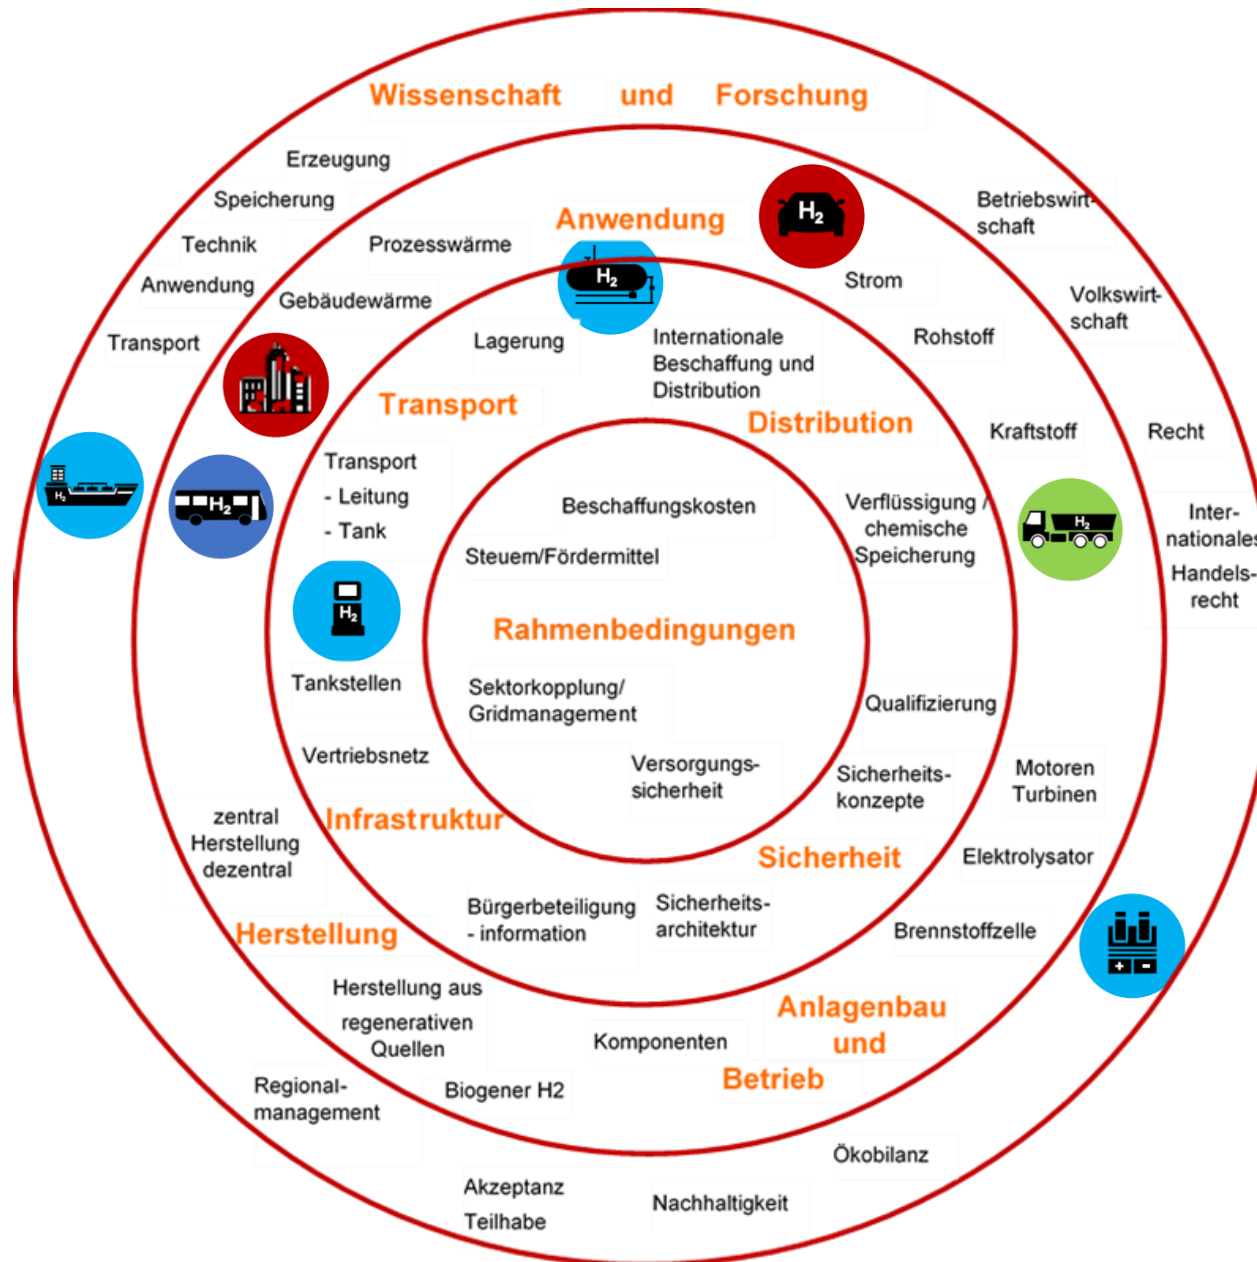 Wissenschaft und Forschung
Erzeugung
Speicherung
Technik
Anwendung
Transport
Betriebswirt-
schaft
Volkswirt-
schaft
Recht
Inter-
nationales
Handels-
recht
Anwendung
H2
H2
Prozesswärme
Gebäudewärme
Strom
Rohstoff
Kraftstoff
Lagerung
Internationale
Beschaffung und
Distribution
Transport
Distribution
H2
H2
H2
Transport
- Leitung
- Tank
Verflüssigung /
chemische
Speicherung
Beschaffungskosten
Steuern/Fördermittel
H2
Rahmenbedingungen
Tankstellen
Sektorkopplung/
Gridmanagement
Qualifizierung
Vertriebsnetz
Versorgungs-
sicherheit
Sicherheits-
konzepte
Motoren
Turbinen
zentral
Herstellung
dezentral
Infrastruktur
Sicherheit
Elektrolysator
Bürgerbeteiligung
- information
Sicherheits-
architektur
Brennstoffzelle
+ -
Herstellung
Herstellung aus
regenerativen
Quellen
Biogener H2
Komponenten
Anlagenbau
und
Betrieb
Regional-
management
Akzeptanz
Teilhabe
Nachhaltigkeit
Ökobilanz